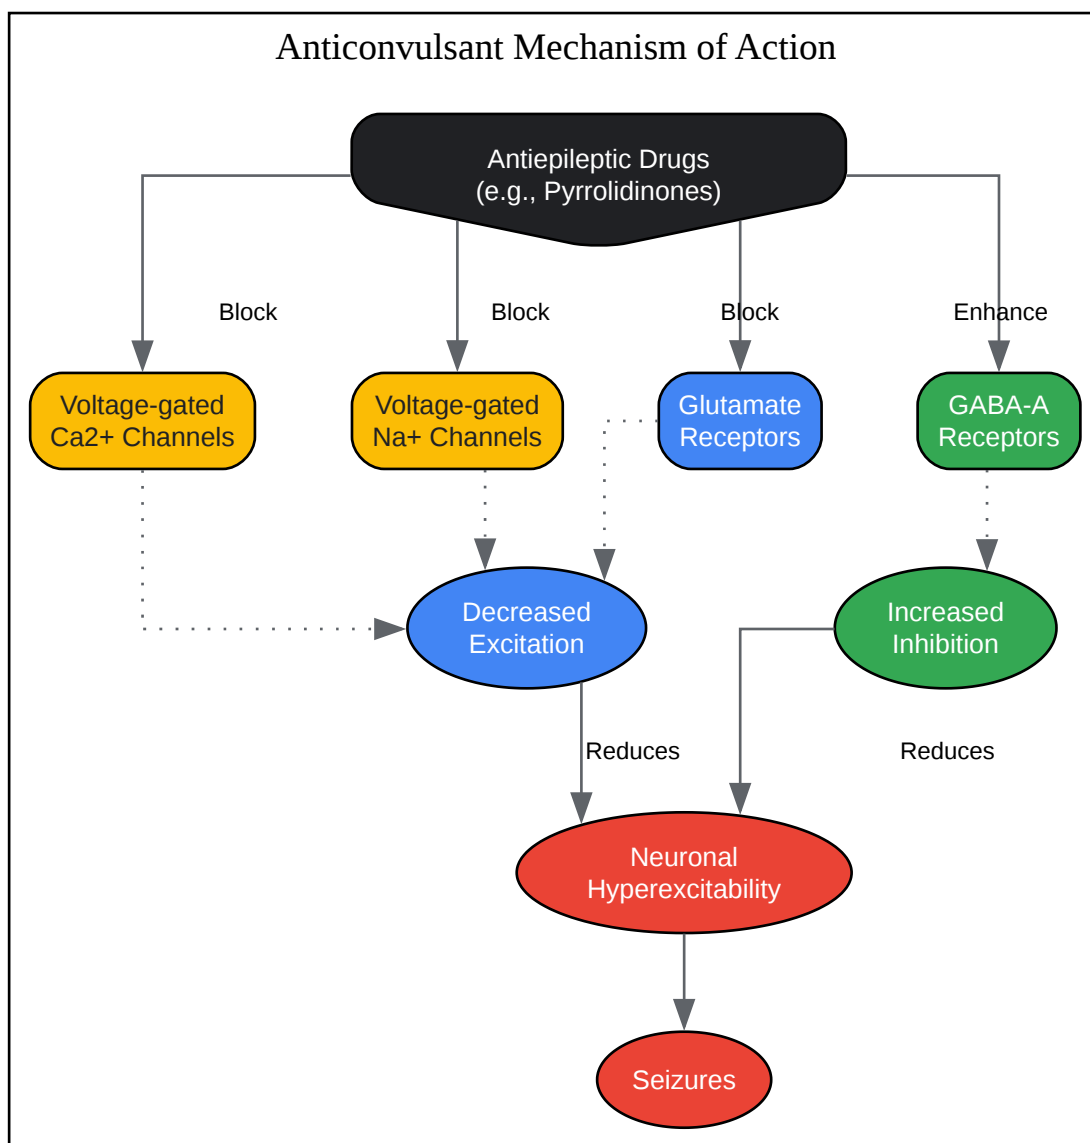 Anticonvulsant Mechanism of Action
Antiepileptic Drugs
(e.g., Pyrrolidinones)
Block
Block
Block
Enhance
Voltage-gated
Ca2+ Channels
Voltage-gated
Na+ Channels
Glutamate
Receptors
GABA-A
Receptors
Decreased
Excitation
Increased
Inhibition
Reduces
Reduces
Neuronal
Hyperexcitability
Seizures